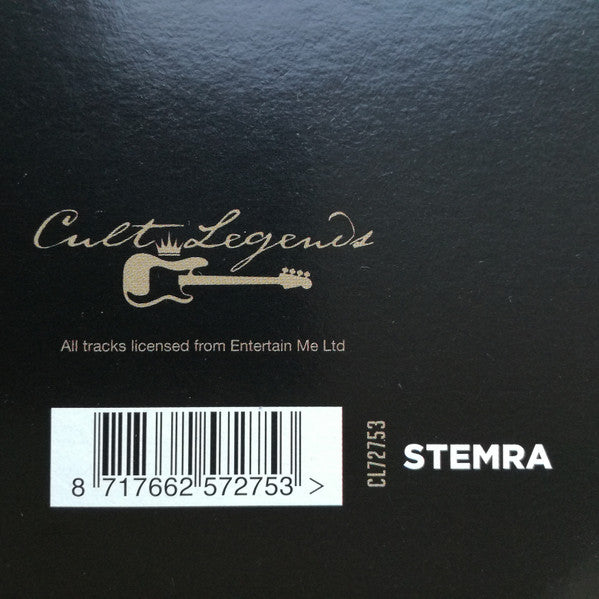 Cult Legends
All tracks licensed from Entertain Me Ltd
8 717662 572753 >
CL72753
STEMRA